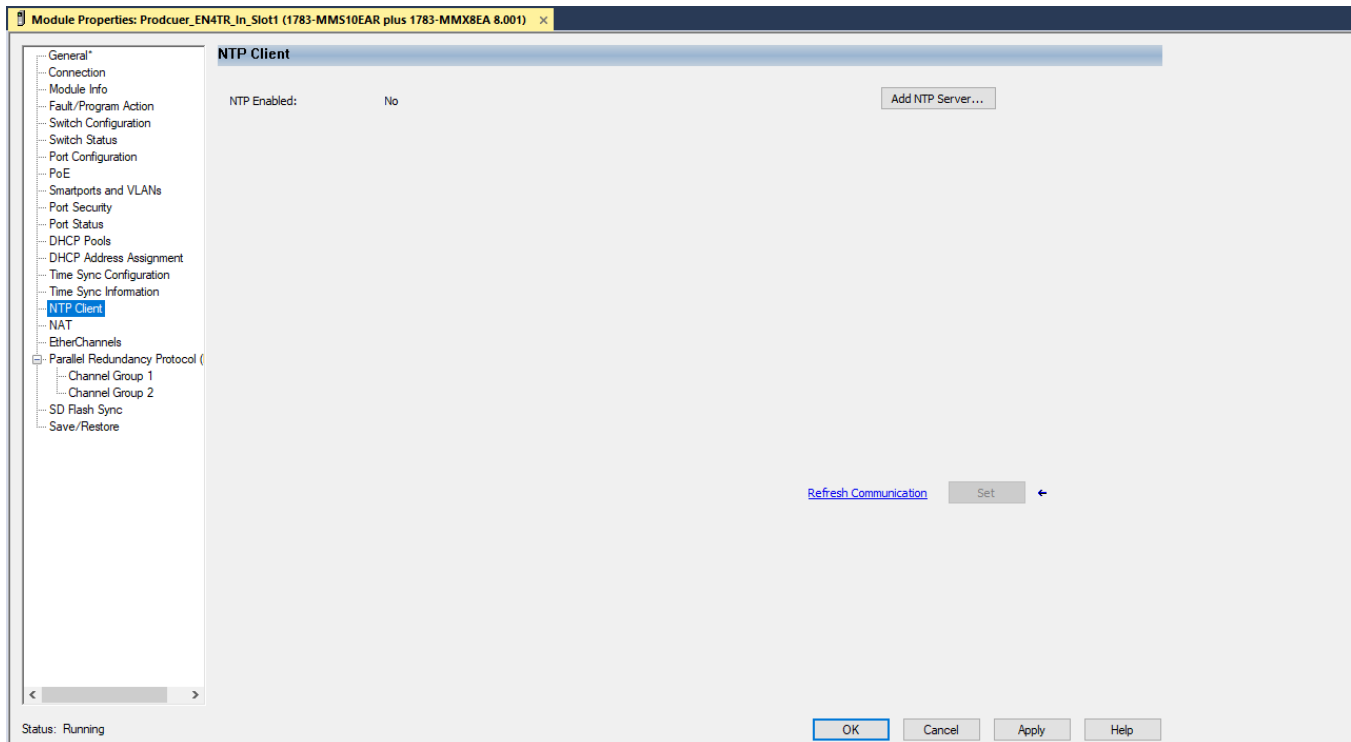 Module Properties: Prodcuer_EN4TR_In_Slot1 (1783-MMS10EAR plus 1783-MMX8EA 8.001) ×
General*
Connection
Module Info
Fault/Program Action
Switch Configuration
Switch Status
Port Configuration
PoE
Smartports and VLANs
Port Security
Port Status
DHCP Pools
DHCP Address Assignment
Time Sync Configuration
Time Sync Information
NTP Client
NAT
EtherChannels
Parallel Redundancy Protocol (
Channel Group 1
Channel Group 2
SD Flash Sync
Save/Restore
NTP Client
NTP Enabled: No
Add NTP Server...
Refresh Communication Set
Status: Running
OK Cancel Apply Help